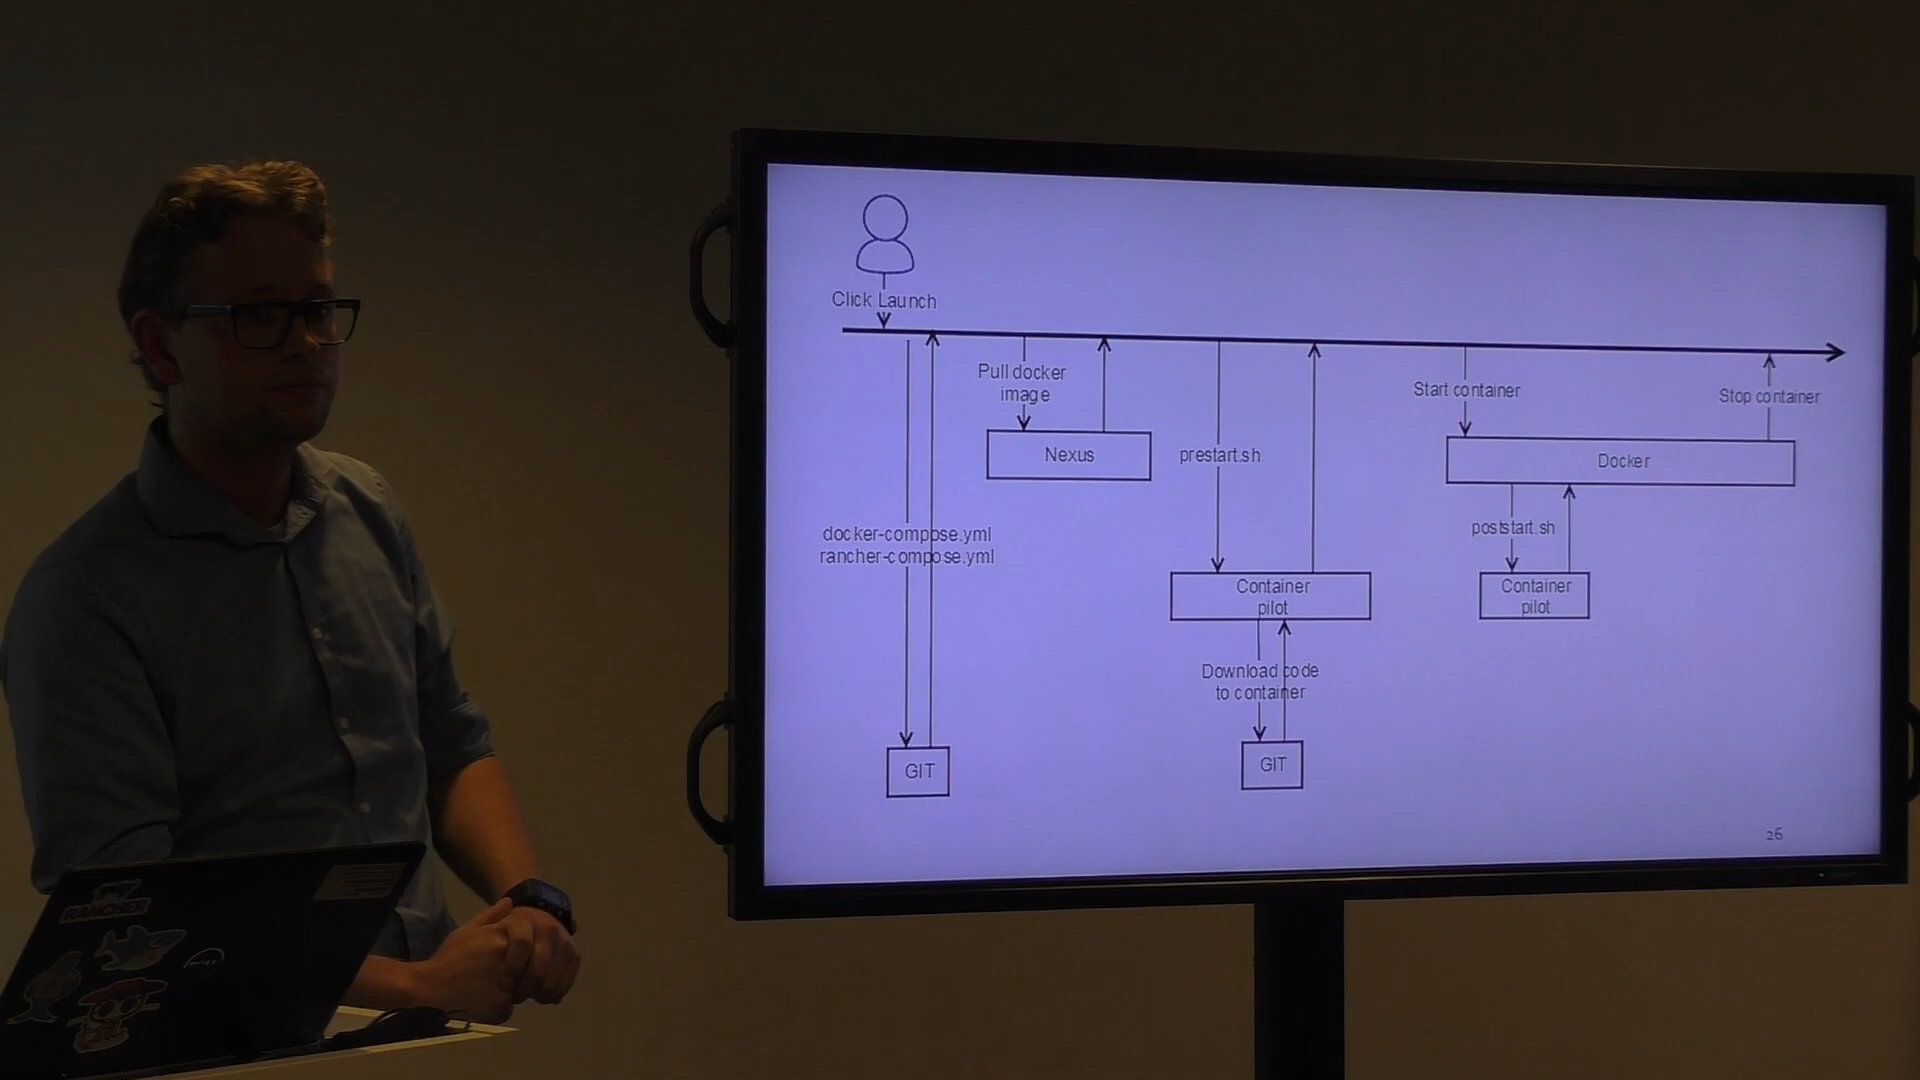 Click Launch
Pull docker
image
Start container
Stop container
Nexus
prestart.sh
Docker
docker-compose.yml
rancher-compose.yml
poststart.sh
Container
pilot
Container
pilot
Download code
to container
GIT
GIT
26
RANCHER